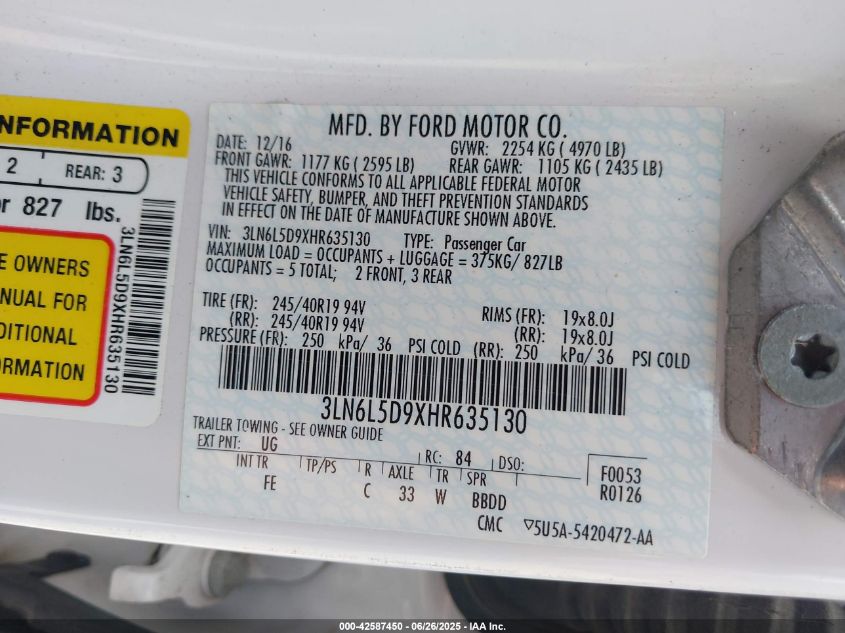 NFORMATION
2 REAR: 3
or 827 lbs.
E OWNERS
NUAL FOR
DITIONAL
ORMATION
3LN6L5D9XHR635130
MFD. BY FORD MOTOR CO.
DATE: 12/16 GVWR: 2254 KG ( 4970 LB)
FRONT GAWR: 1177 KG ( 2595 LB) REAR GAWR: 1105 KG ( 2435 LB)
THIS VEHICLE CONFORMS TO ALL APPLICABLE FEDERAL MOTOR
VEHICLE SAFETY, BUMPER, AND THEFT PREVENTION STANDARDS
IN EFFECT ON THE DATE OF MANUFACTURE SHOWN ABOVE.
VIN: 3LN6L5D9XHR635130 TYPE: Passenger Car
MAXIMUM LOAD = OCCUPANTS + LUGGAGE = 375KG/ 827LB
OCCUPANTS = 5 TOTAL; 2 FRONT, 3 REAR
TIRE (FR): 245/40R19 94V RIMS (FR): 19x8.0J
(RR): 245/40R19 94V (RR): 19x8.0J
PRESSURE (FR): 250 kPa/ 36 PSI COLD (RR): 250 kPa/ 36 PSI COLD
3LN6L5D9XHR635130
TRAILER TOWING - SEE OWNER GUIDE
EXT PNT: UG RC: 84 DSO:
INT TR TP/PS R AXLE TR SPR F0053
FE C 33 W BBDD R0126
CMC ▽5U5A-5420472-AA
000-42587450 | 06/26/2025 - IAA Inc.